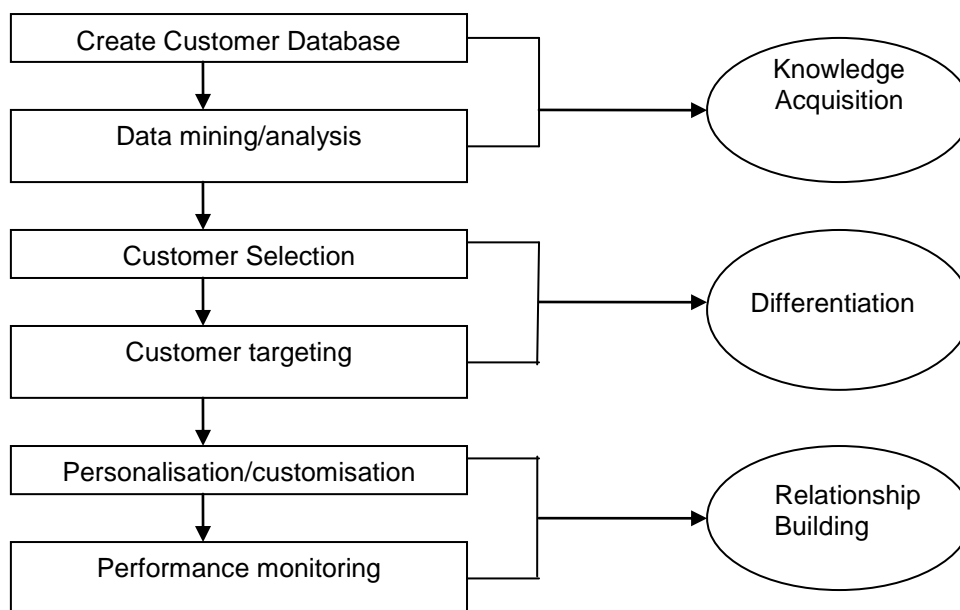 Create Customer Database
Knowledge
Acquisition
Data mining/analysis
Customer Selection
Differentiation
Customer targeting
Personalisation/customisation
Relationship
Building
Performance monitoring